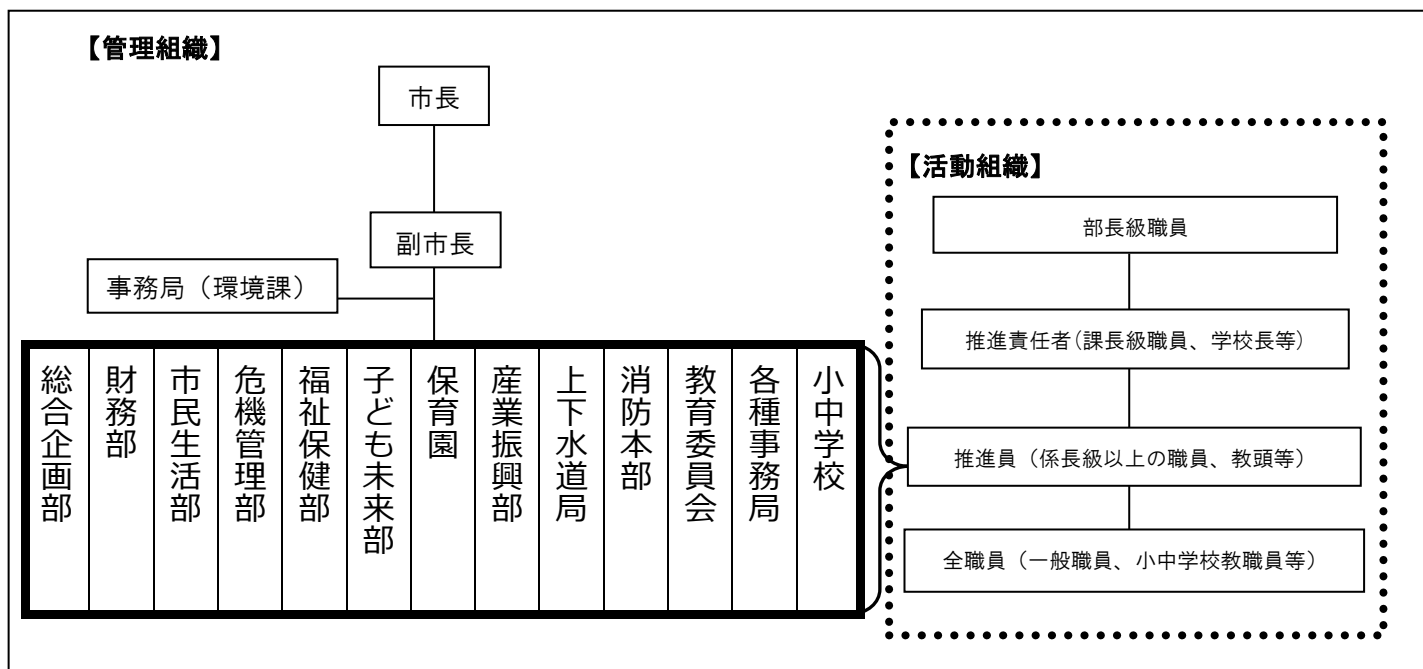 【管理組織】
市長
副市長
事務局（環境課）
総合企画部
財務部
市民生活部
危機管理部
福祉保健部
子ども未来部
保育園
産業振興部
上下水道局
消防本部
教育委員会
各種事務局
小中学校
【活動組織】
部長級職員
推進責任者（課長級職員、学校長等）
推進員（係長級以上の職員、教頭等）
全職員（一般職員、小中学校教職員等）